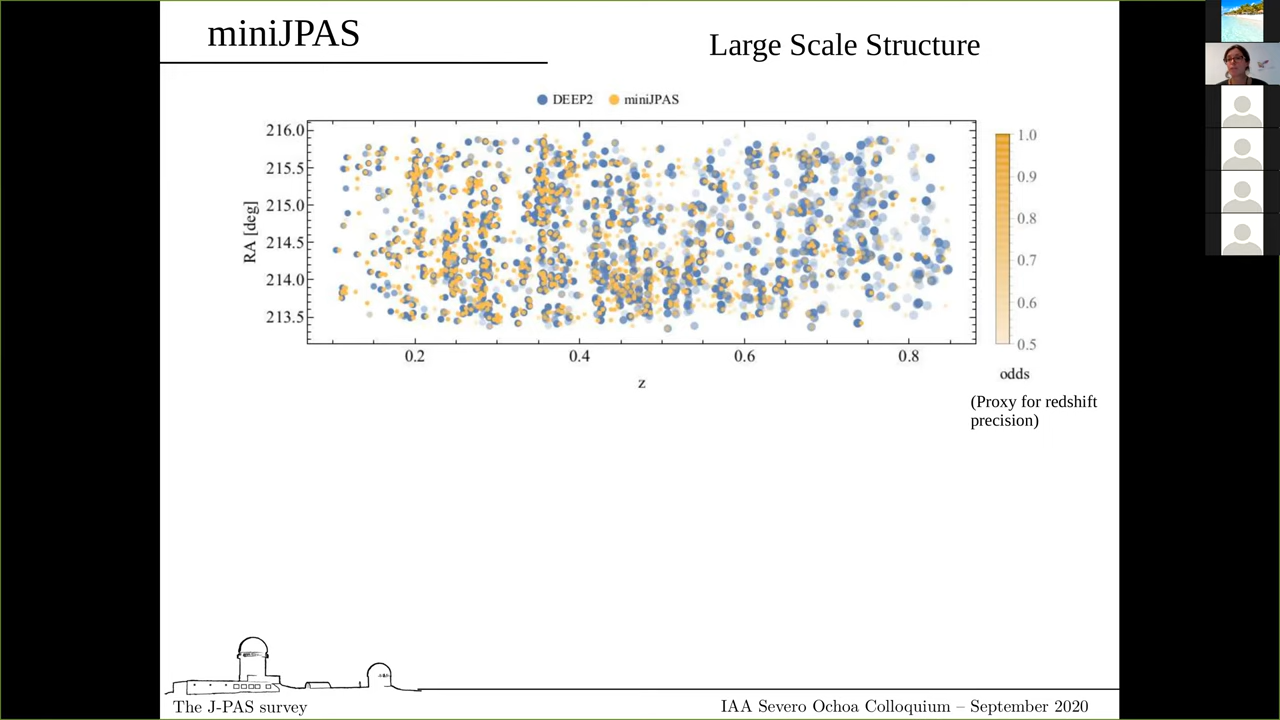 miniJPAS
Large Scale Structure
DEEP2 miniJPAS
216.0
215.5
215.0
214.5
214.0
213.5
RA [deg]
0.2 0.4 0.6 0.8
z
1.0
0.9
0.8
0.7
0.6
0.5
odds
(Proxy for redshift
precision)
The J-PAS survey
IAA Severo Ochoa Colloquium – September 2020